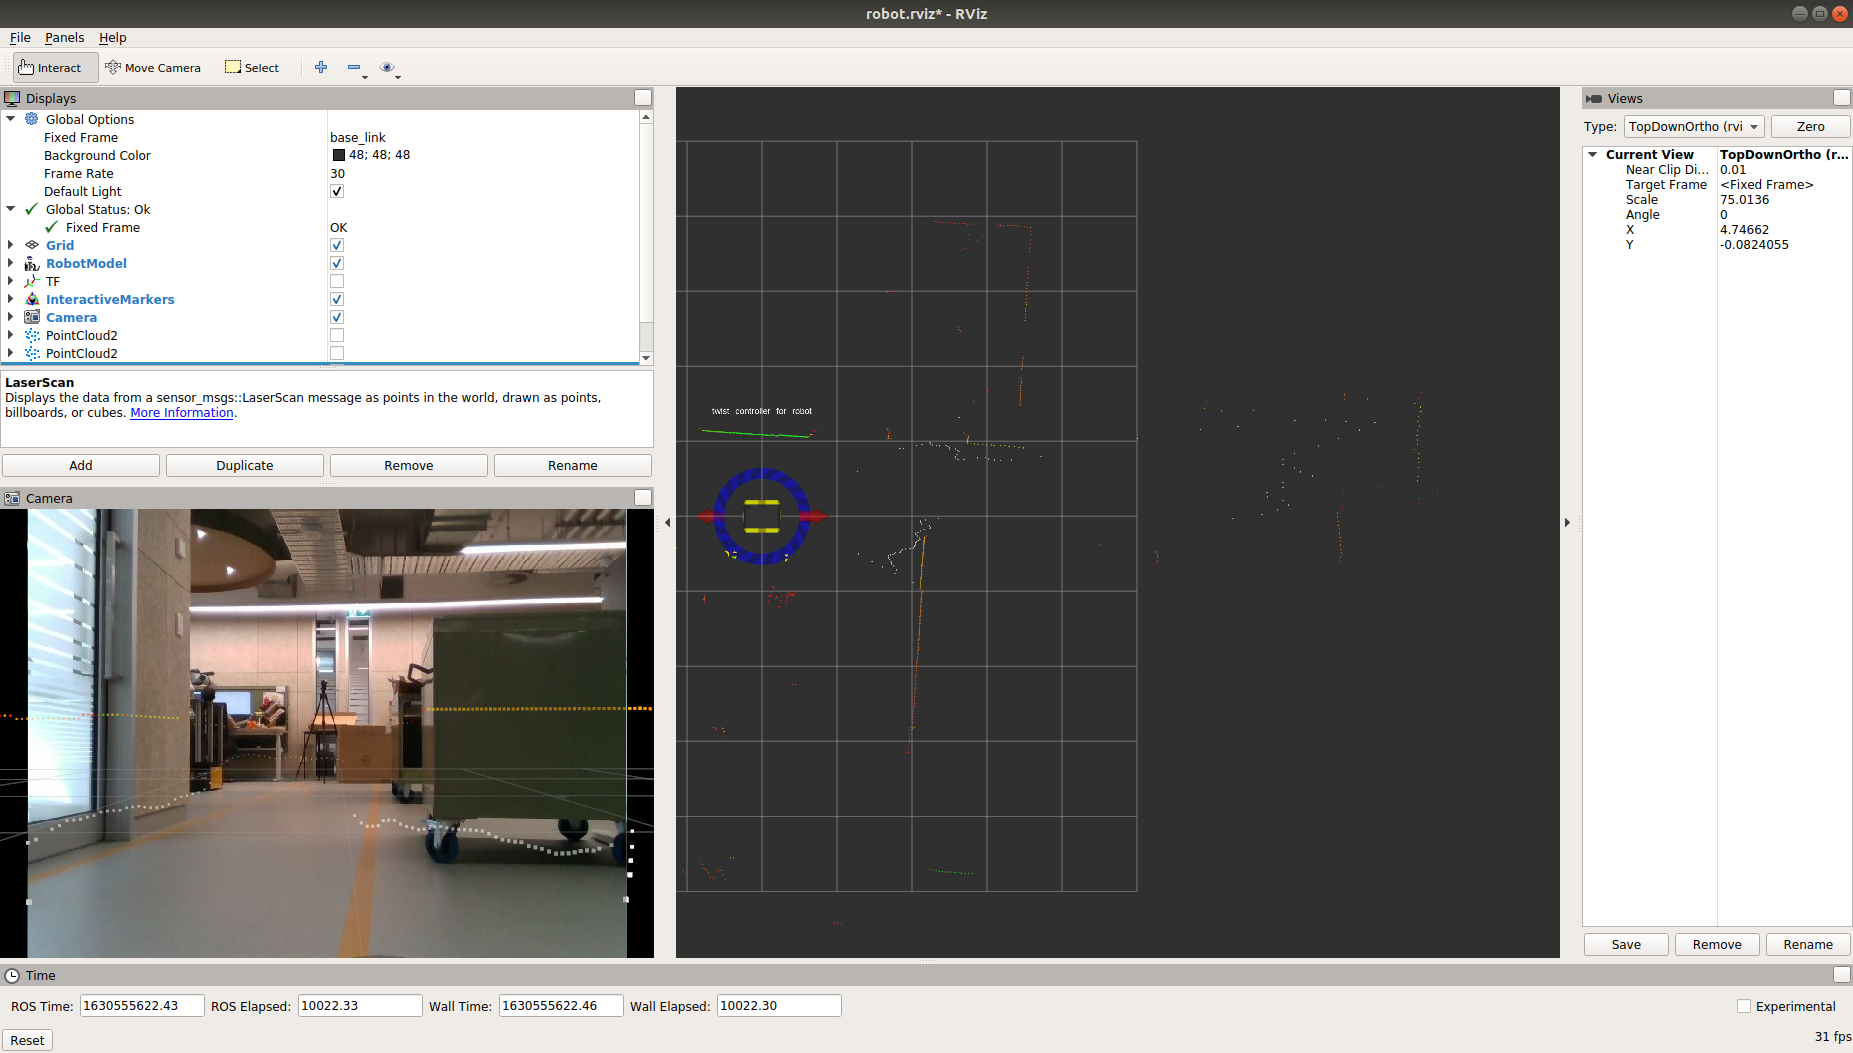 robot.rviz* - RViz
File Panels Help
Interact Move Camera Select
Displays
Global Options
Fixed Frame base_link
Background Color 48; 48; 48
Frame Rate 30
Default Light
Global Status: Ok
Fixed Frame OK
Grid
RobotModel
TF
InteractiveMarkers
Camera
PointCloud2
PointCloud2
LaserScan
Displays the data from a sensor_msgs::LaserScan message as points in the world, drawn as points,
billboards, or cubes. More Information.
Add Duplicate Remove Rename
Camera
twist controller for robot
Views
Type: TopDownOrtho (rvi Zero
Current View TopDownOrtho (r...
Near Clip Di... 0.01
Target Frame <Fixed Frame>
Scale 75.0136
Angle 0
X 4.74662
Y -0.0824055
Save Remove Rename
Time
ROS Time: 1630555622.43 ROS Elapsed: 10022.33 Wall Time: 1630555622.46 Wall Elapsed: 10022.30 Experimental
Reset 31 fps